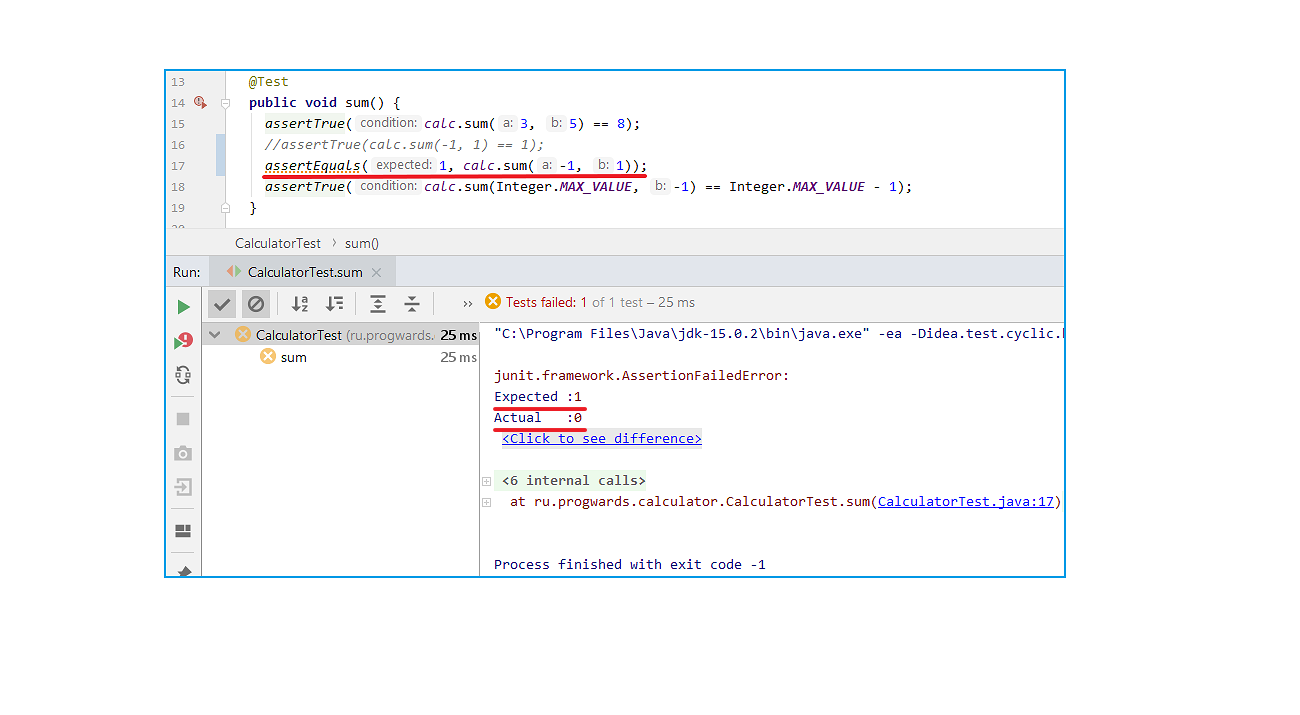 13 @Test
14 public void sum() {
15 assertTrue( condition: calc.sum( a: 3, b: 5) == 8);
16 //assertTrue(calc.sum(-1, 1) == 1);
17 assertEquals( expected: 1, calc.sum( a: -1, b: 1));
18 assertTrue( condition: calc.sum(Integer.MAX_VALUE, b: -1) == Integer.MAX_VALUE - 1);
19 }
CalculatorTest › sum()
Run: CalculatorTest.sum
Tests failed: 1 of 1 test – 25 ms
CalculatorTest (ru.progwards. 25 ms
sum 25 ms
"C:\Program Files\Java\jdk-15.0.2\bin\java.exe" -ea -Didea.test.cyclic.
junit.framework.AssertionFailedError:
Expected :1
Actual :0
<Click to see difference>
<6 internal calls>
at ru.progwards.calculator.CalculatorTest.sum(CalculatorTest.java:17)
Process finished with exit code -1